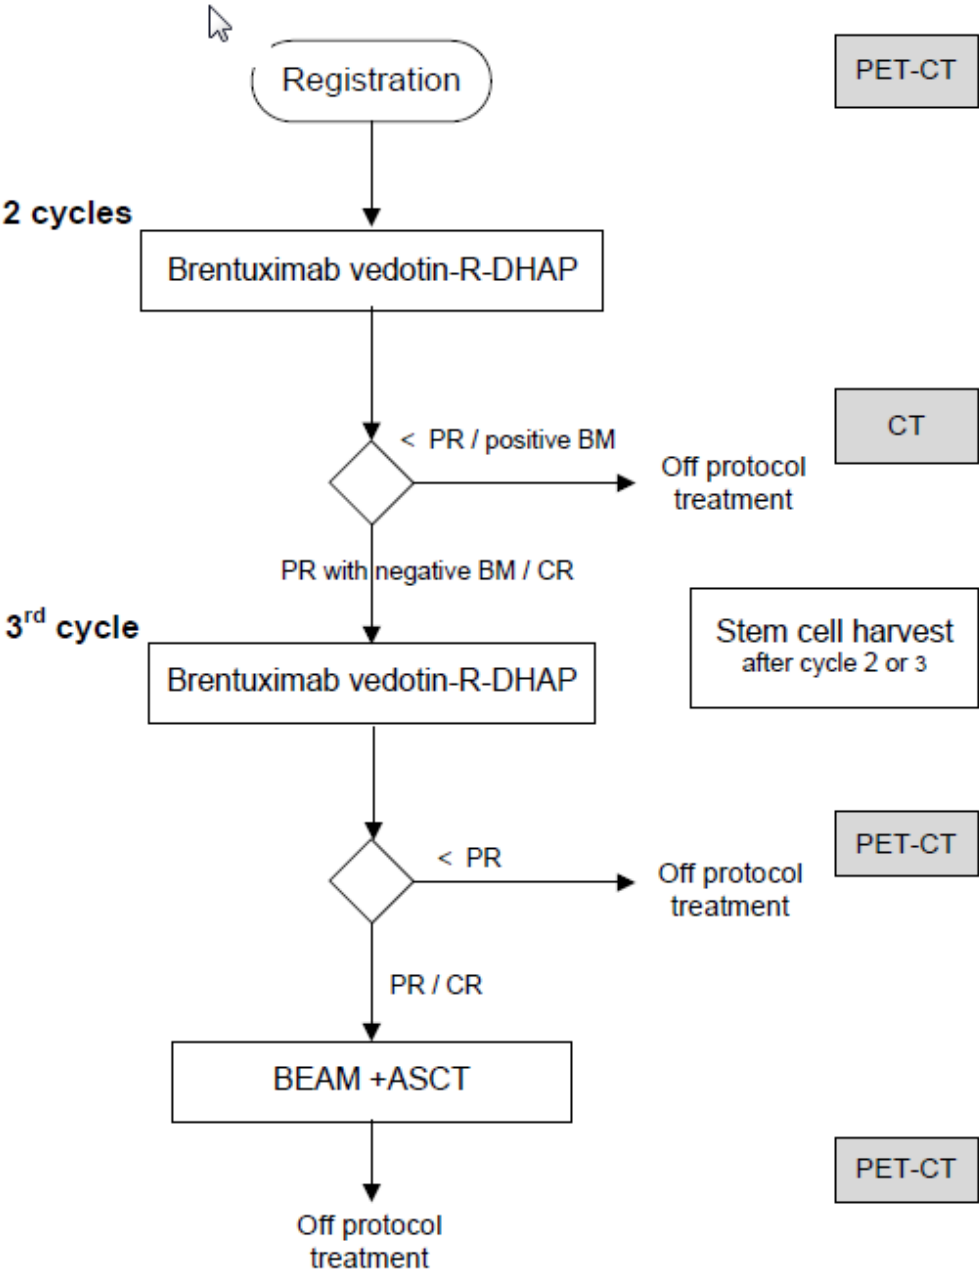 Registration
PET-CT
2 cycles
Brentuximab vedotin-R-DHAP
< PR / positive BM
CT
Off protocol
treatment
PR with negative BM / CR
3rd cycle
Stem cell harvest
after cycle 2 or 3
Brentuximab vedotin-R-DHAP
PET-CT
< PR
Off protocol
treatment
PR / CR
BEAM +ASCT
PET-CT
Off protocol
treatment